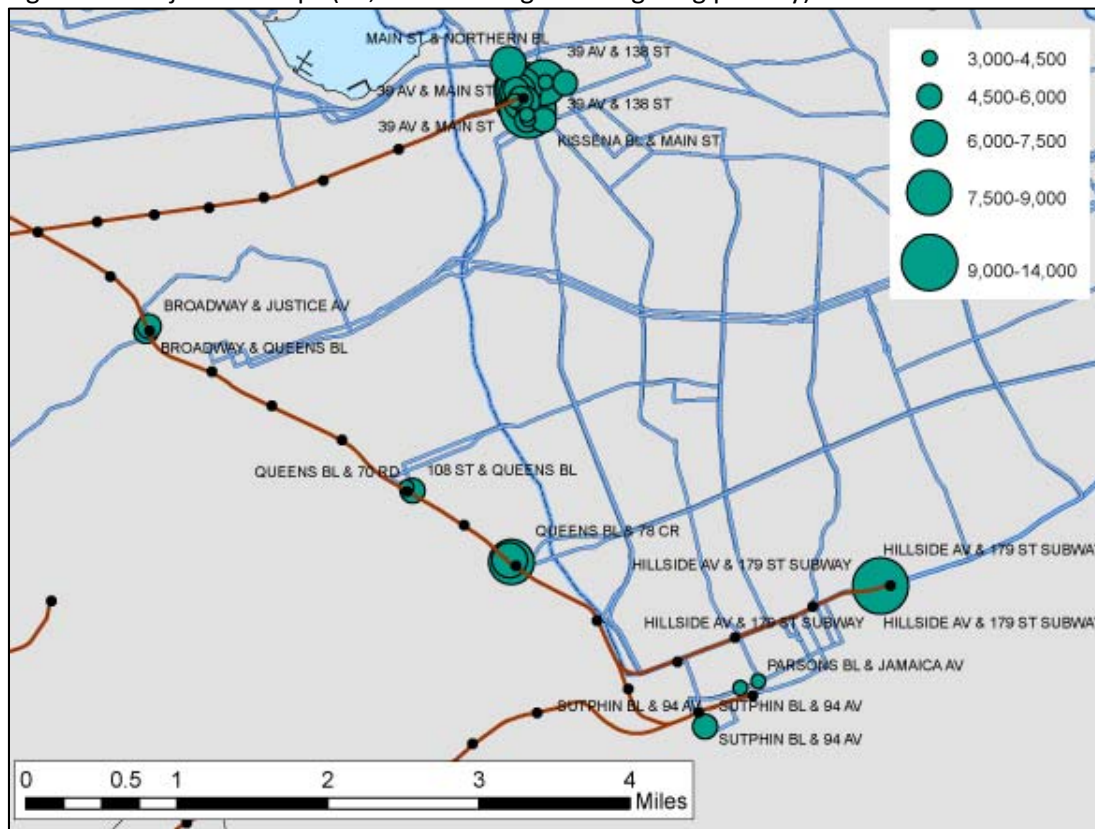 MAIN ST & NORTHERN BL
39 AV & 138 ST
39 AV & MAIN ST
39 AV & 138 ST
39 AV & MAIN ST
KISSENA BL & MAIN ST
3,000-4,500
4,500-6,000
6,000-7,500
7,500-9,000
9,000-14,000
BROADWAY & JUSTICE AV
BROADWAY & QUEENS BL
QUEENS BL & 70 RD
108 ST & QUEENS BL
QUEENS BL & 78 CR
HILLSIDE AV & 179 ST SUBWAY
HILLSIDE AV & 179 ST SUBWAY
HILLSIDE AV & 179 ST SUBWAY
HILLSIDE AV & 179 ST SUBWAY
PARSONS BL & JAMAICA AV
SUTPHIN BL & 94 AV
SUTPHIN BL & 94 AV
SUTPHIN BL & 94 AV
0 0.5 1 2 3 4
Miles